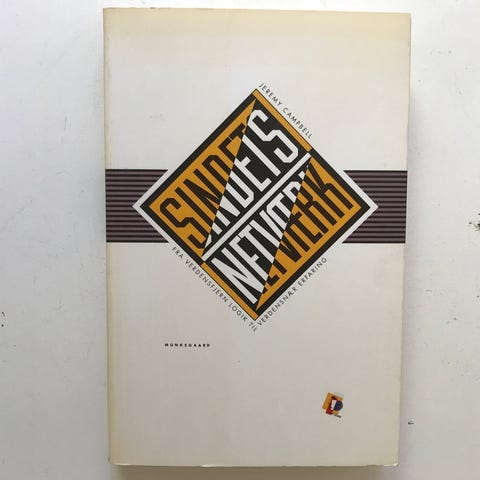 JEREMY CAMPBELL
SINDETS
NETVÆRK
FRA VERDENSFJERN LOGIK TIL VERDENSNÆR ERFARING
MUNKSGAARD